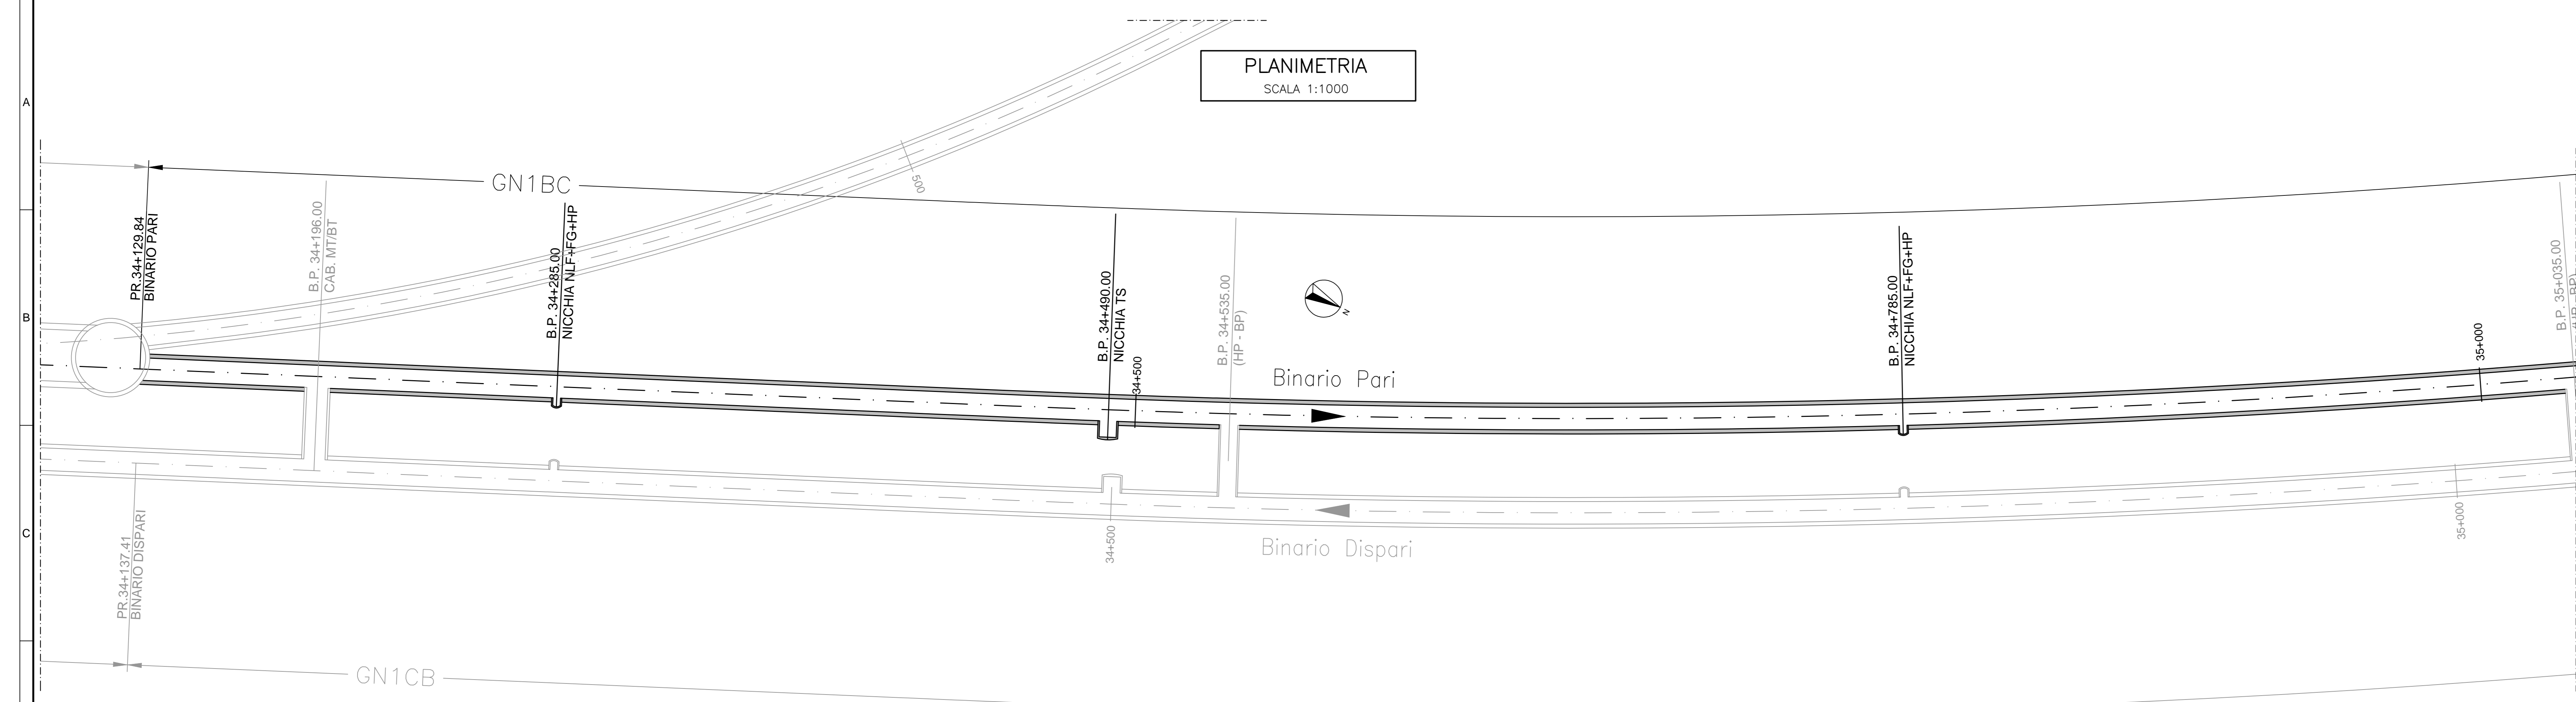 PLANIMETRIA
SCALA 1:1000
A
B
C
GN1BC
500
PR.34+129.84
BINARIO PARI
B.P. 34+196.00
CAB. MT/BT
B.P. 34+285.00
NICCHIA NLF+FG+HP
B.P. 34+490.00
NICCHIA TS
34+500
B.P. 34+535.00
(HP - BP)
N
Binario Pari
B.P. 34+785.00
NICCHIA NLF+FG+HP
35+000
B.P. 35+035.00
(HP - BP)
PR.34+137.41
BINARIO DISPARI
34+500
Binario Dispari
35+000
GN1CB